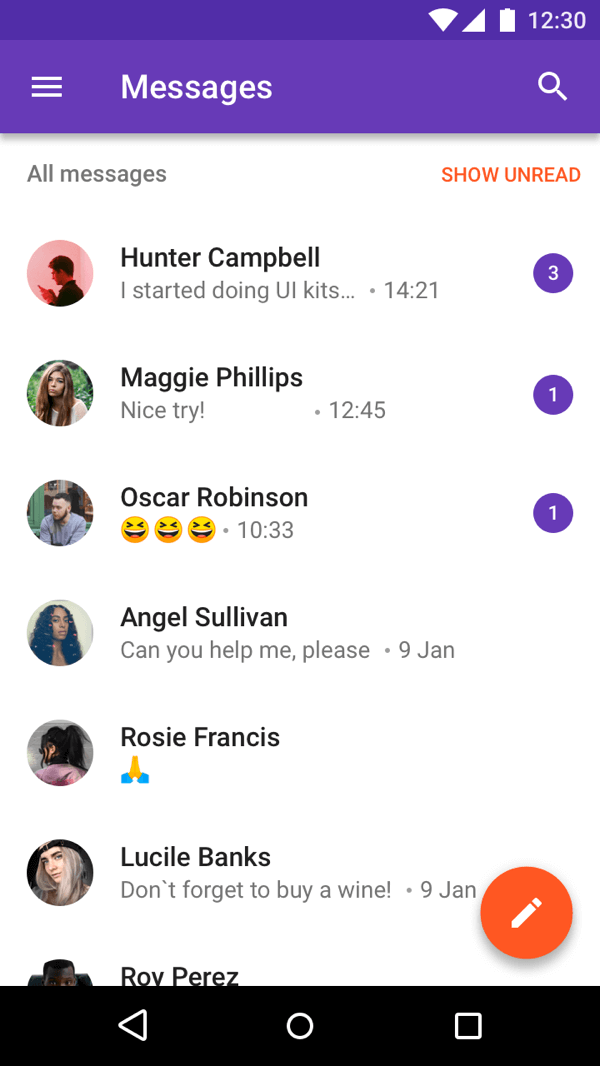 12:30
Messages
All messages SHOW UNREAD
Hunter Campbell
I started doing UI kits… • 14:21
3
Maggie Phillips
Nice try! • 12:45
1
Oscar Robinson
😆😆😆 • 10:33
1
Angel Sullivan
Can you help me, please • 9 Jan
Rosie Francis
🙏
Lucile Banks
Don`t forget to buy a wine! • 9 Jan
Roy Perez